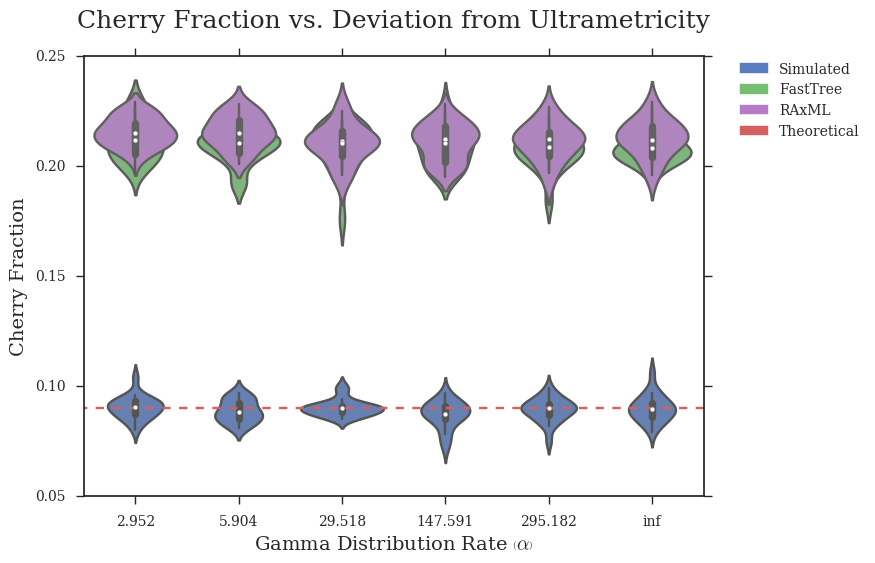 Cherry Fraction vs. Deviation from Ultrametricity
0.25
0.20
0.15
0.10
0.05
Cherry Fraction
2.952 5.904 29.518 147.591 295.182 inf
Gamma Distribution Rate (α)
Simulated
FastTree
RAxML
Theoretical